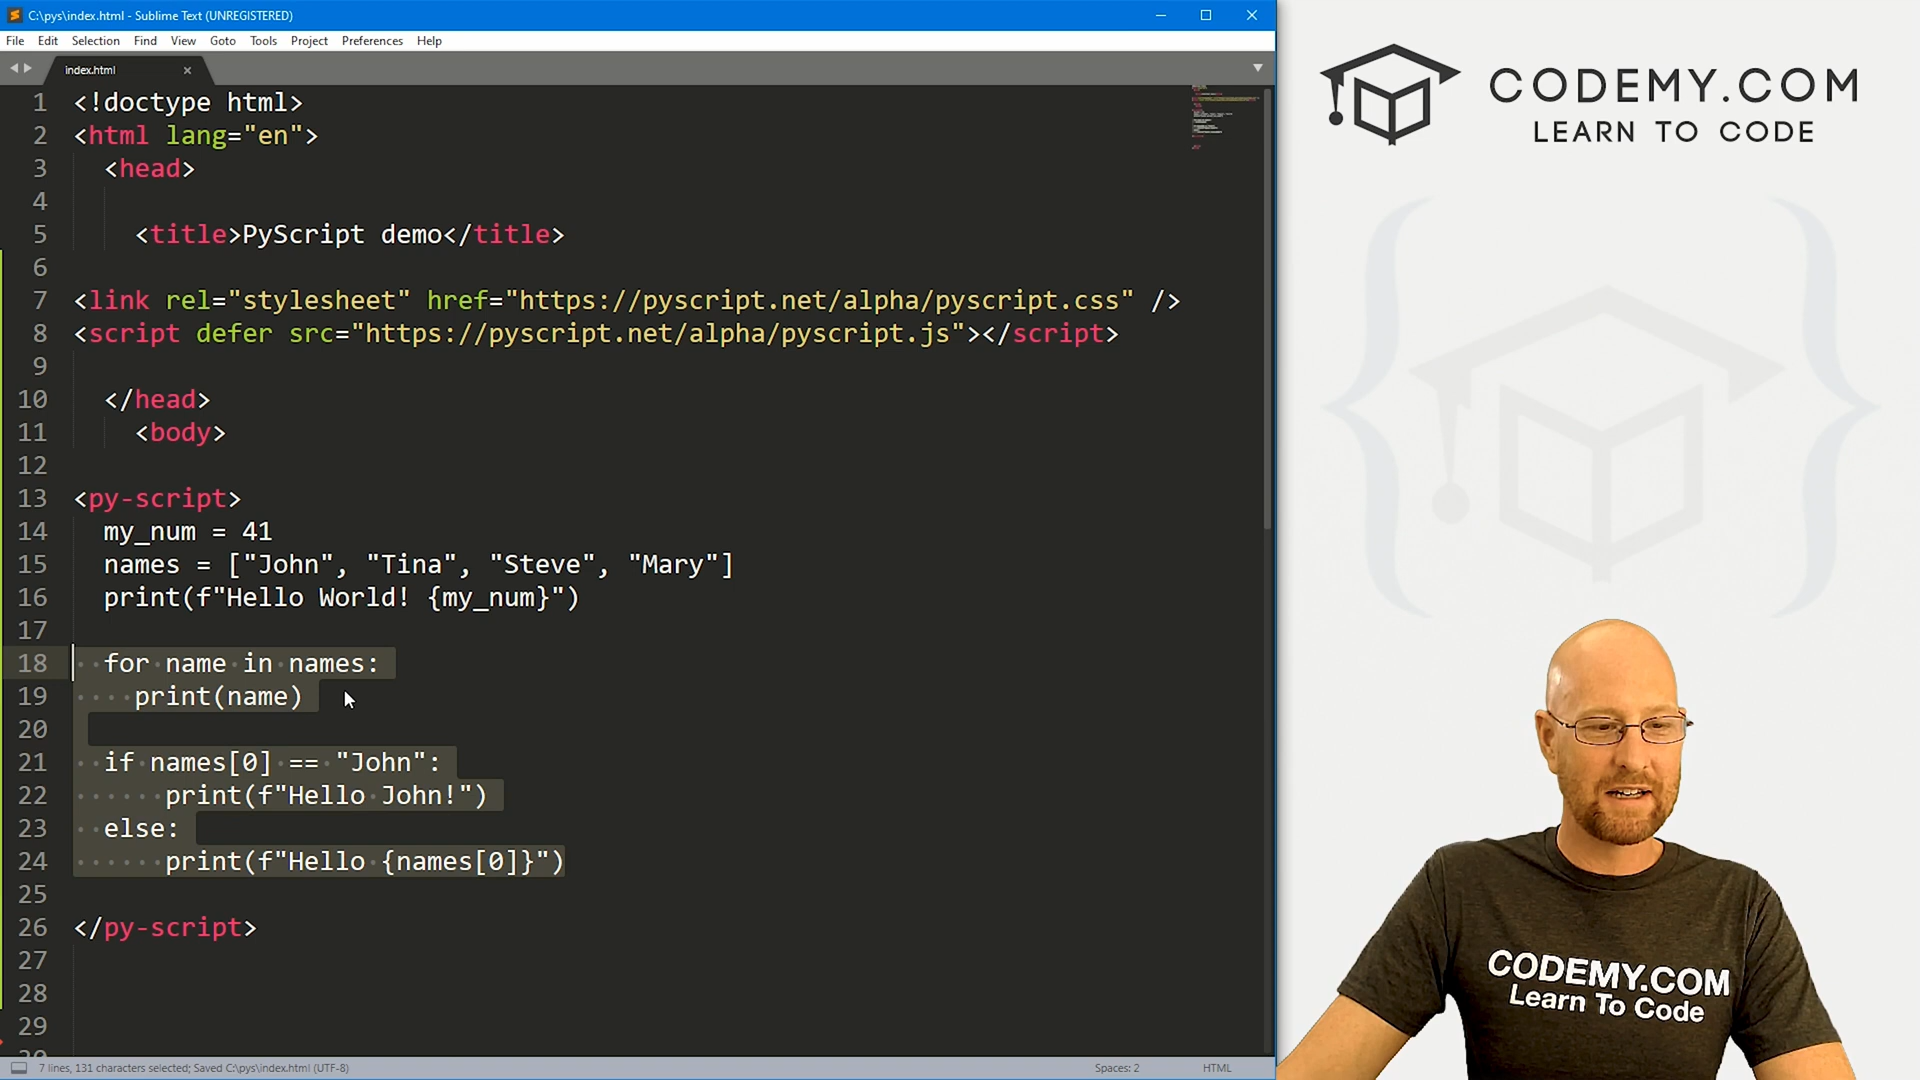 C:\pys\index.html - Sublime Text (UNREGISTERED)
File Edit Selection Find View Goto Tools Project Preferences Help
index.html
1 <!doctype html>
2 <html lang="en">
3 <head>
4
5 <title>PyScript demo</title>
6
7 <link rel="stylesheet" href="https://pyscript.net/alpha/pyscript.css" />
8 <script defer src="https://pyscript.net/alpha/pyscript.js"></script>
9
10 </head>
11 <body>
12
13 <py-script>
14 my_num = 41
15 names = ["John", "Tina", "Steve", "Mary"]
16 print(f"Hello World! {my_num}")
17
18 for name in names:
19 print(name)
20
21 if names[0] == "John":
22 print(f"Hello John!")
23 else:
24 print(f"Hello {names[0]}")
25
26 </py-script>
27
28
29
7 lines, 131 characters selected; Saved C:\pys\index.html (UTF-8)
Spaces: 2
HTML
CODEMY.COM
LEARN TO CODE
CODEMY.COM
Learn To Code